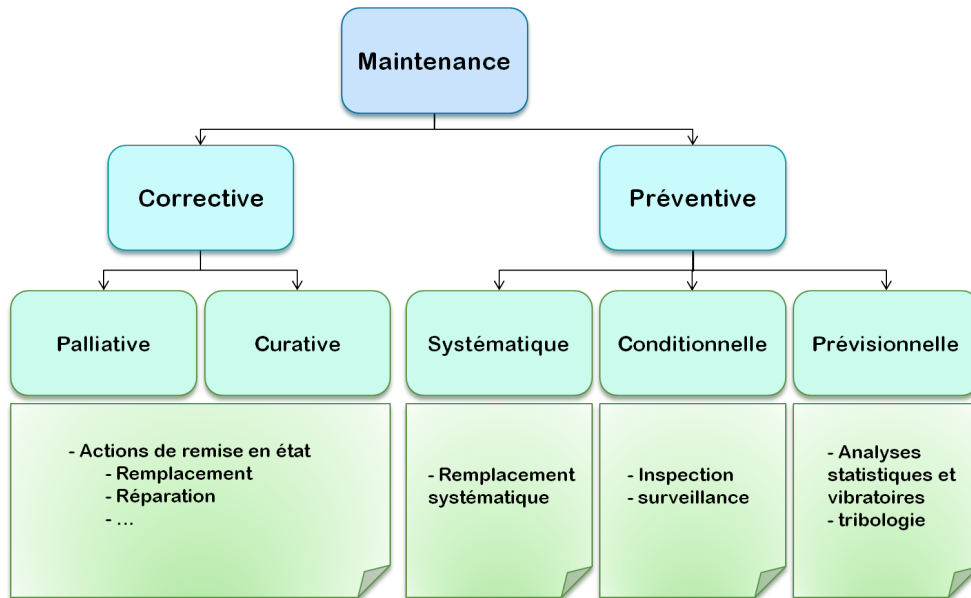 Maintenance
Corrective
Préventive
Palliative
Curative
Systématique
Conditionnelle
Prévisionnelle
- Actions de remise en état
- Remplacement
- Réparation
- ...
- Remplacement
systématique
- Inspection
- surveillance
- Analyses
statistiques et
vibratoires
- tribologie